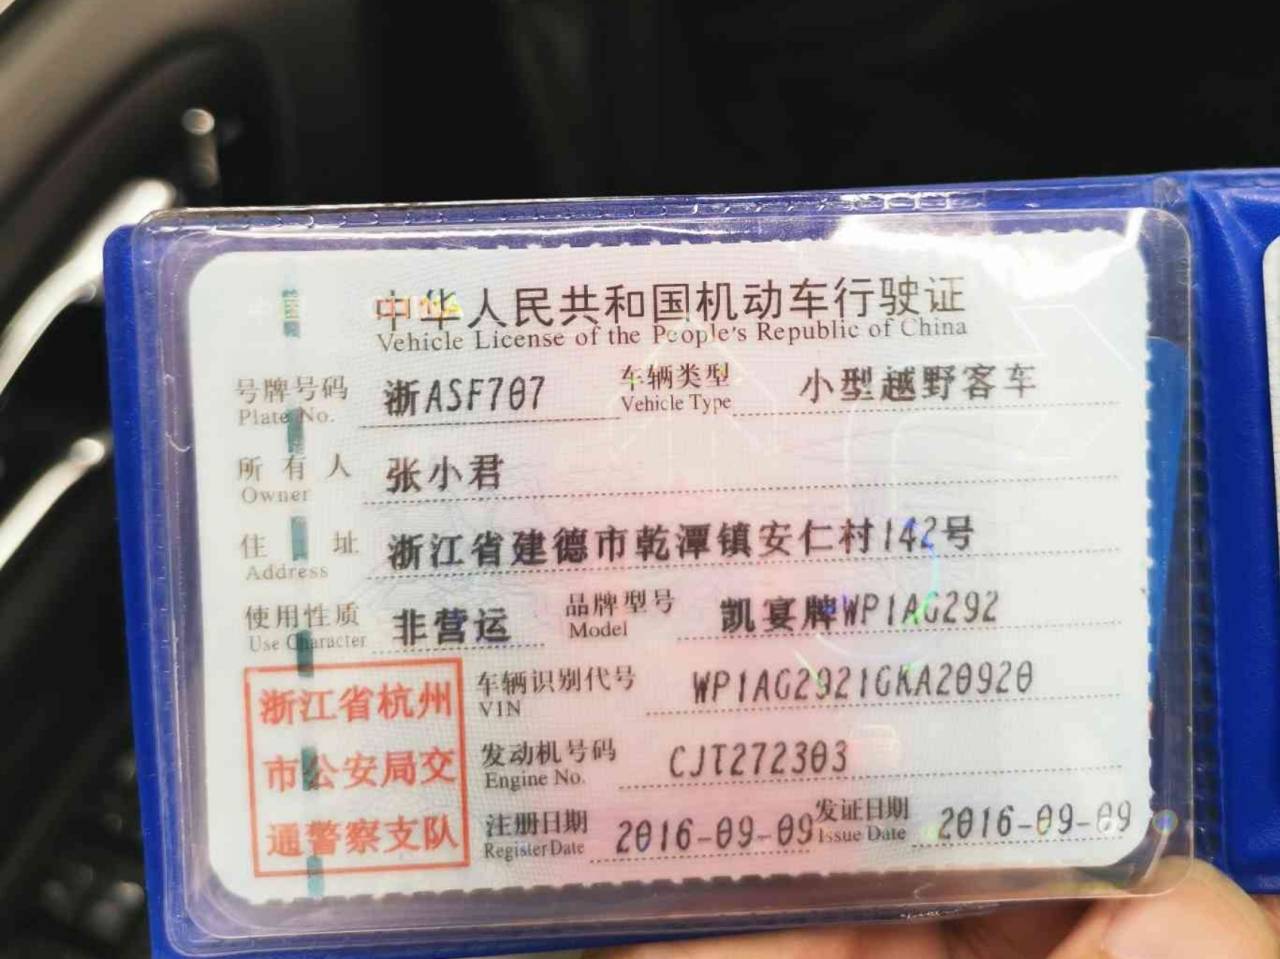 中华人民共和国机动车行驶证
Vehicle License of the People's Republic of China
号牌号码 浙ASF707 车辆类型 小型越野客车
Plate No. Vehicle Type
所有人 张小君
Owner
住址 浙江省建德市乾潭镇安仁村142号
Address
使用性质 非营运 品牌型号 凯宴牌WP1AG292
Use Character Model
浙江省杭州
市公安局交
通警察支队
车辆识别代号 WP1AG2921GKA20920
VIN
发动机号码 CJT272303
Engine No.
注册日期 2016-09-09 发证日期 2016-09-09
Register Date Issue Date